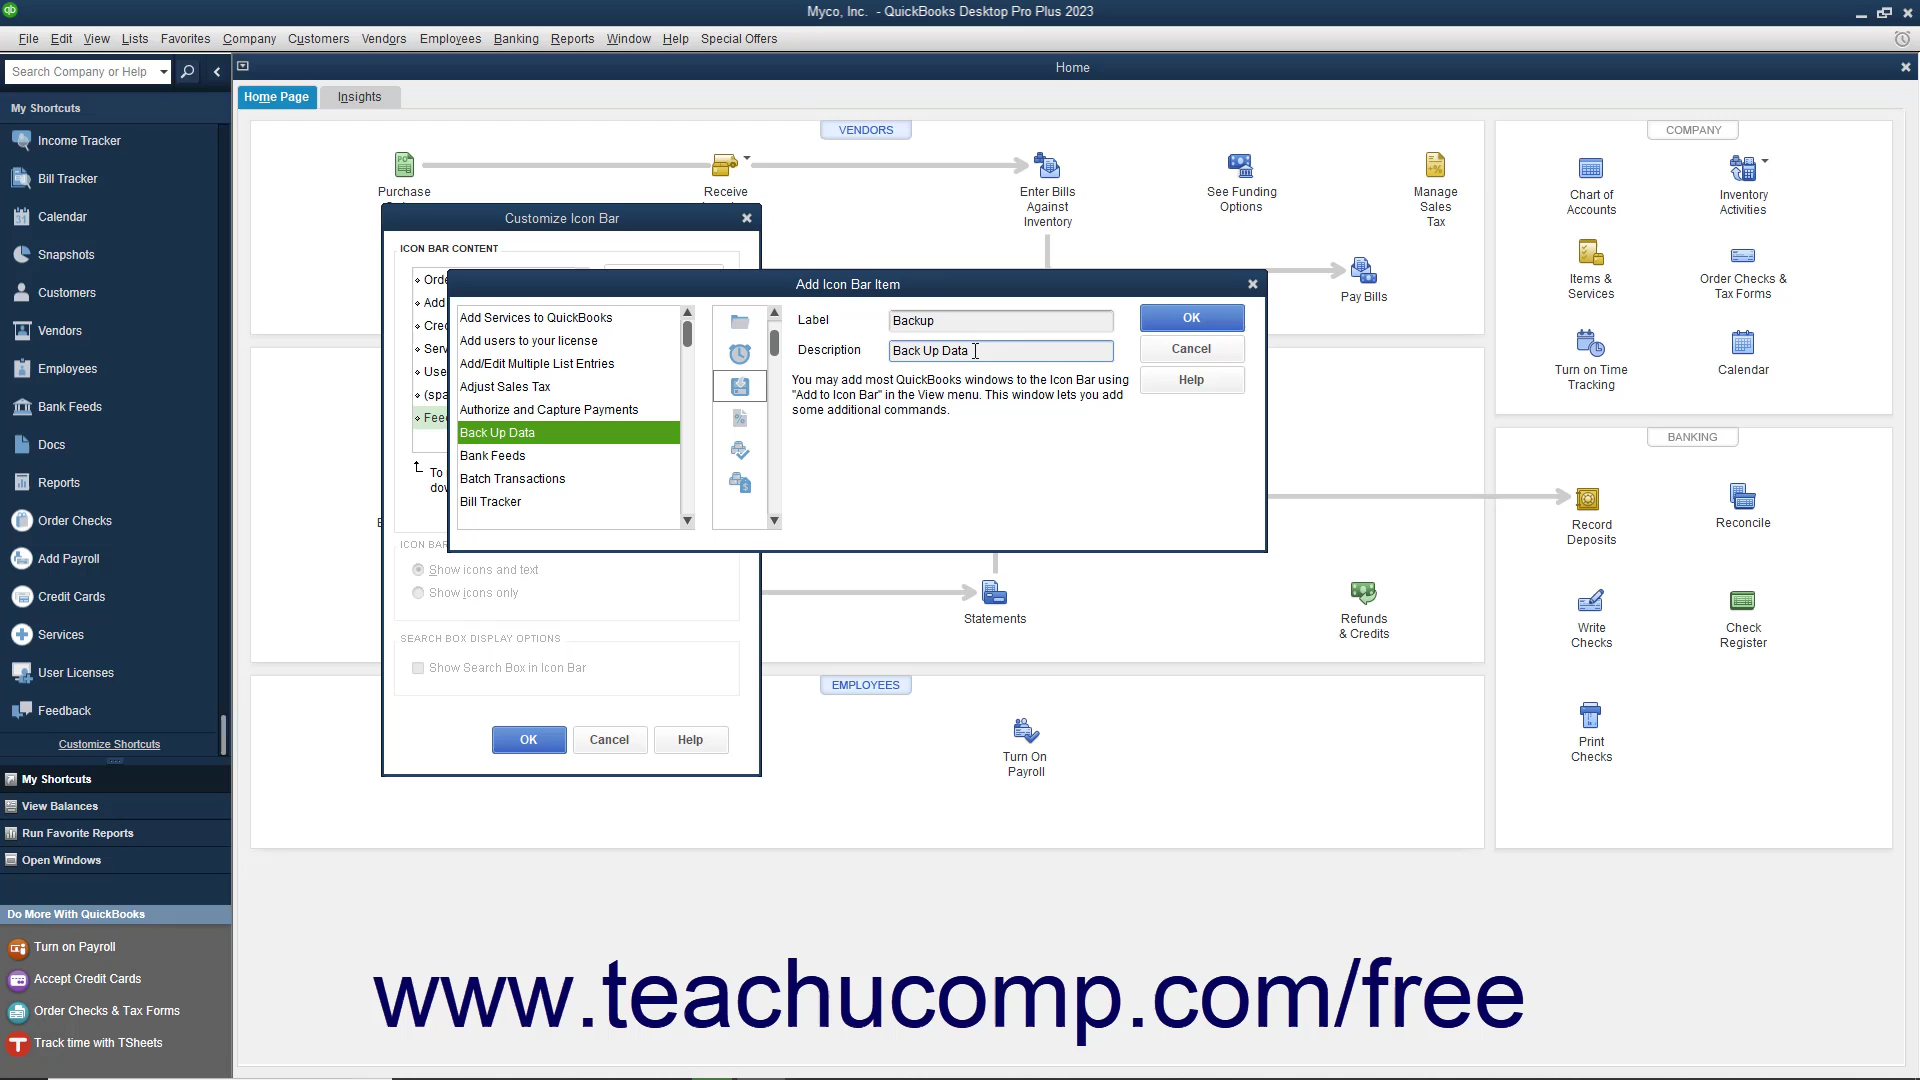 Myco, Inc. - QuickBooks Desktop Pro Plus 2023
File Edit View Lists Favorites Company Customers Vendors Employees Banking Reports Window Help Special Offers
Search Company or Help
Home
My Shortcuts
Home Page
Insights
Income Tracker
Bill Tracker
Calendar
Snapshots
Customers
Vendors
Employees
Bank Feeds
Docs
Reports
Order Checks
Add Payroll
Credit Cards
Services
User Licenses
Feedback
Customize Shortcuts
My Shortcuts
View Balances
Run Favorite Reports
Open Windows
Do More With QuickBooks
Turn on Payroll
Accept Credit Cards
Order Checks & Tax Forms
Track time with TSheets
VENDORS
Purchase
Receive
Enter Bills
Against
Inventory
See Funding
Options
Manage
Sales
Tax
Pay Bills
COMPANY
Chart of
Accounts
Inventory
Activities
Items &
Services
Order Checks &
Tax Forms
Turn on Time
Tracking
Calendar
BANKING
Record
Deposits
Reconcile
Write
Checks
Check
Register
Print
Checks
Statements
Refunds
& Credits
EMPLOYEES
Turn On
Payroll
Customize Icon Bar
ICON BAR CONTENT
Orde
Add
Cred
Serv
Use
(spa
Feed
To
dow
ICON BAR
Show icons and text
Show icons only
SEARCH BOX DISPLAY OPTIONS
Show Search Box in Icon Bar
OK
Cancel
Help
Add Icon Bar Item
Add Services to QuickBooks
Add users to your license
Add/Edit Multiple List Entries
Adjust Sales Tax
Authorize and Capture Payments
Back Up Data
Bank Feeds
Batch Transactions
Bill Tracker
Label
Backup
Description
Back Up Data
You may add most QuickBooks windows to the Icon Bar using
"Add to Icon Bar" in the View menu. This window lets you add
some additional commands.
OK
Cancel
Help
www.teachucomp.com/free